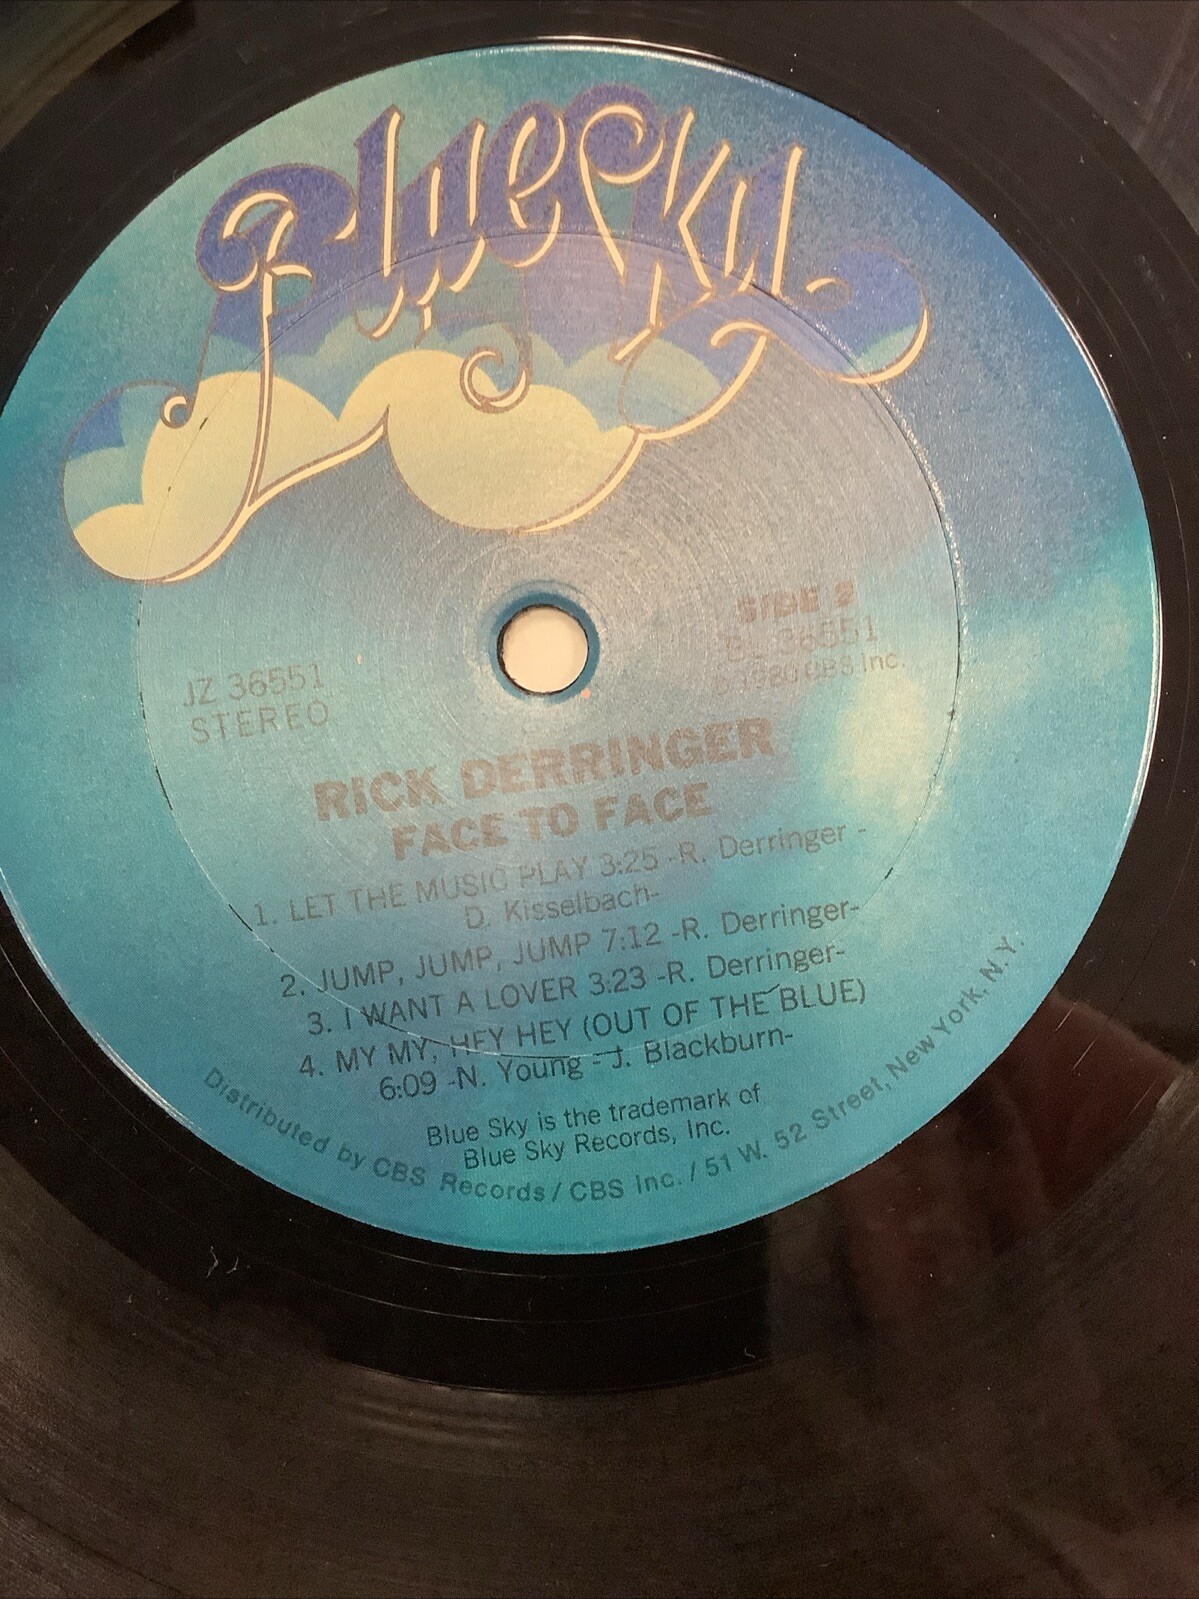 Blue Sky
SIDE 2
BL 36551
℗ 1980 CBS Inc.
JZ 36551
STEREO
RICK DERRINGER
FACE TO FACE
1. LET THE MUSIC PLAY 3:25 -R. Derringer -
D. Kisselbach-
2. JUMP, JUMP, JUMP 7:12 -R. Derringer-
3. I WANT A LOVER 3:23 -R. Derringer-
4. MY MY, HEY HEY (OUT OF THE BLUE)
6:09 -N. Young - J. Blackburn-
Blue Sky is the trademark of
Blue Sky Records, Inc.
Distributed by CBS Records / CBS Inc. / 51 W. 52 Street, New York, N.Y.